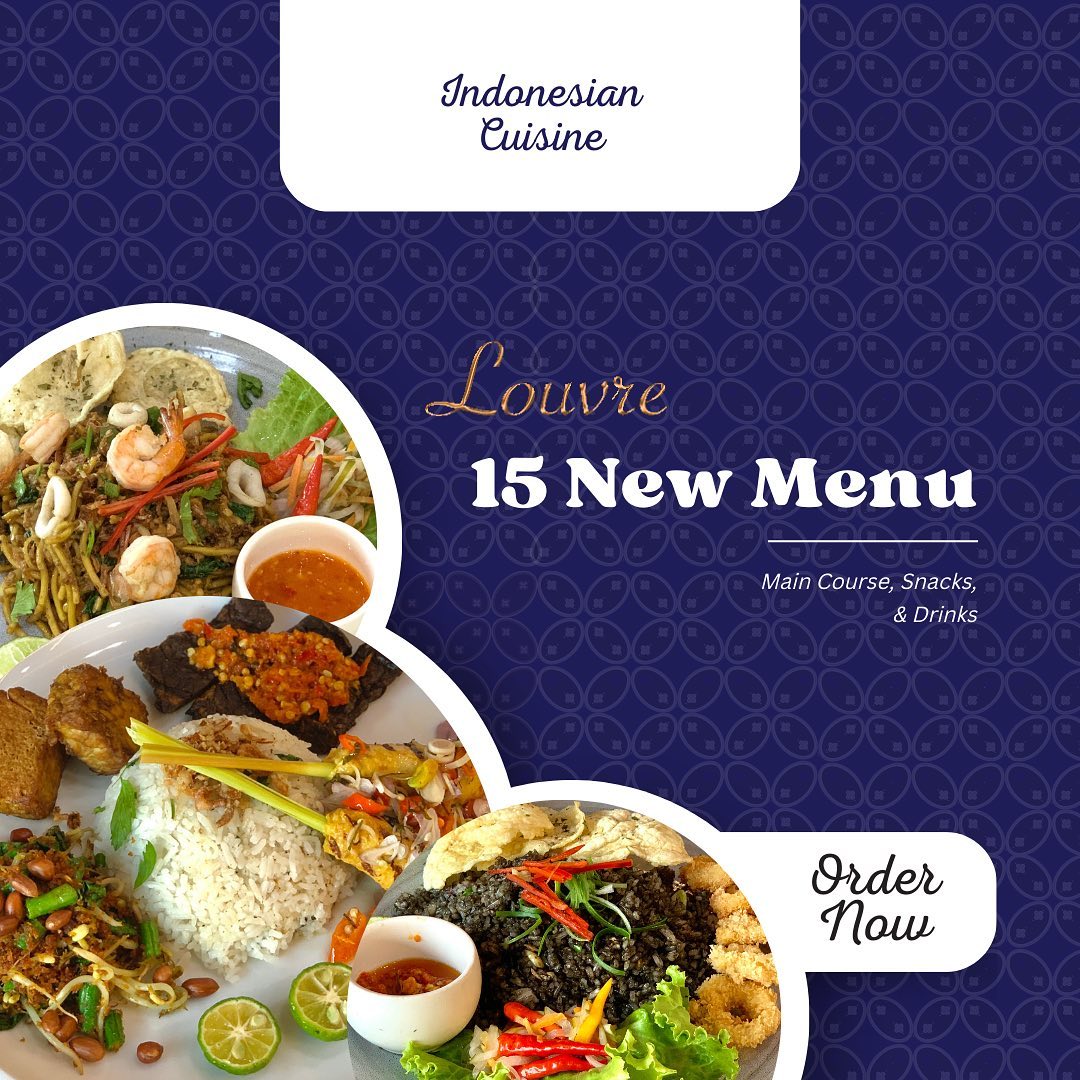 Indonesian
Cuisine
Louvre
15 New Menu
Main Course, Snacks,
& Drinks
Order
Now